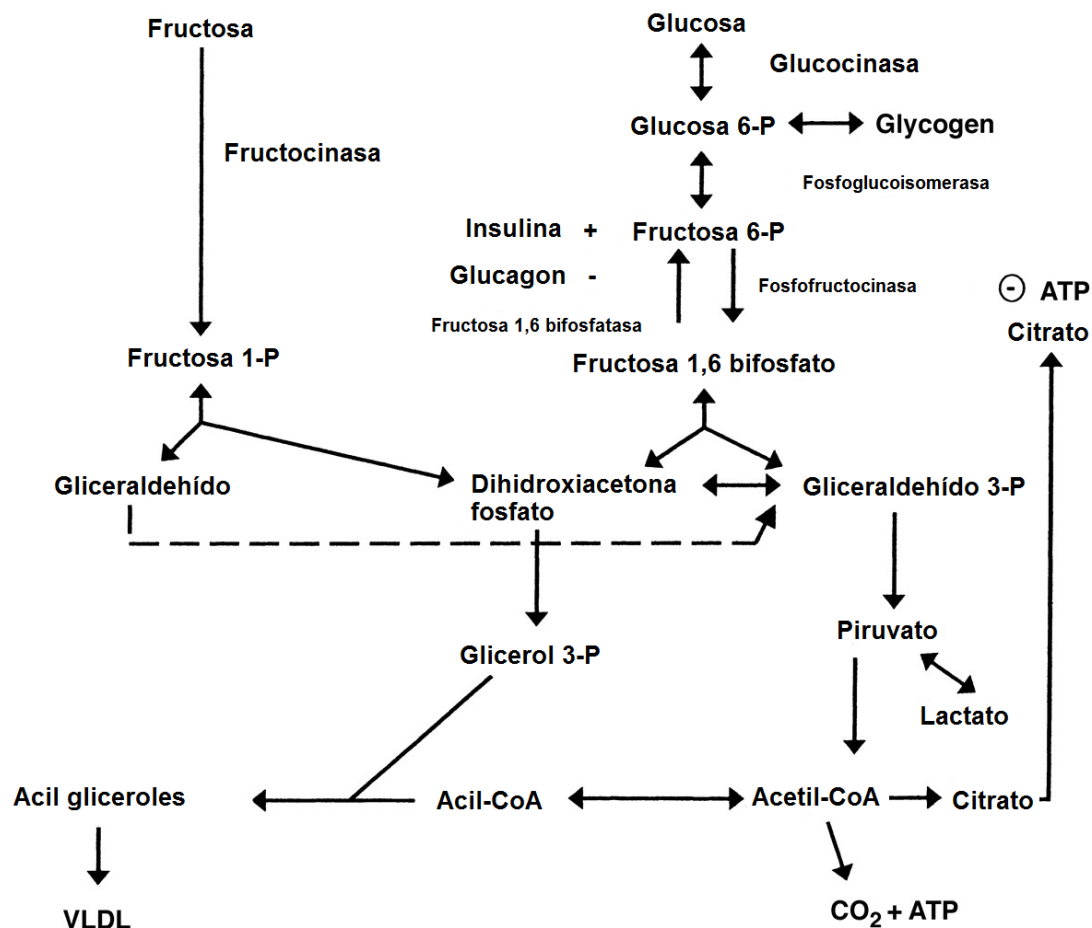 Fructosa
Glucosa
Glucocinasa
Glucosa 6-P
Glycogen
Fructocinasa
Fosfoglucoisomerasa
Insulina +
Fructosa 6-P
Glucagon -
Fosfofructocinasa
- ATP
Fructosa 1,6 bifosfatasa
Citrato
Fructosa 1-P
Fructosa 1,6 bifosfato
Gliceraldehído
Dihidroxiacetona
fosfato
Gliceraldehído 3-P
Piruvato
Glicerol 3-P
Lactato
Acil gliceroles
Acil-CoA
Acetil-CoA
Citrato
VLDL
CO₂ + ATP